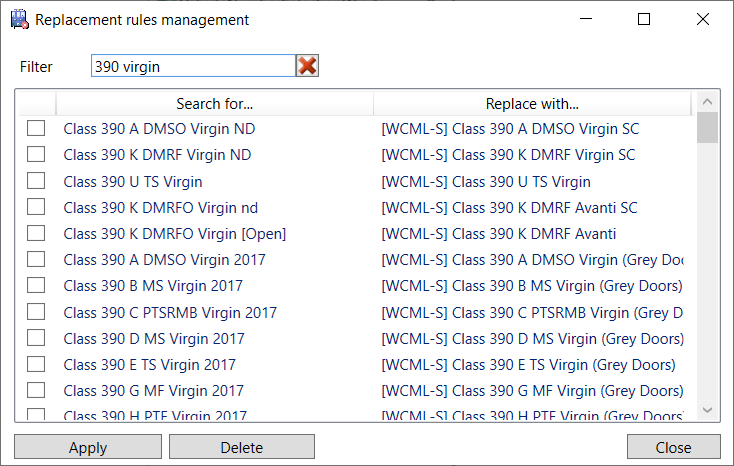 Replacement rules management
Filter 390 virgin
Search for... Replace with...
Class 390 A DMSO Virgin ND [WCML-S] Class 390 A DMSO Virgin SC
Class 390 K DMRF Virgin ND [WCML-S] Class 390 K DMRF Virgin SC
Class 390 U TS Virgin [WCML-S] Class 390 U TS Virgin
Class 390 K DMRFO Virgin nd [WCML-S] Class 390 K DMRF Avanti SC
Class 390 K DMRFO Virgin [Open] [WCML-S] Class 390 K DMRF Avanti
Class 390 A DMSO Virgin 2017 [WCML-S] Class 390 A DMSO Virgin (Grey Doo
Class 390 B MS Virgin 2017 [WCML-S] Class 390 B MS Virgin (Grey Doors)
Class 390 C PTSRMB Virgin 2017 [WCML-S] Class 390 C PTSRMB Virgin (Grey D
Class 390 D MS Virgin 2017 [WCML-S] Class 390 D MS Virgin (Grey Doors)
Class 390 E TS Virgin 2017 [WCML-S] Class 390 E TS Virgin (Grey Doors)
Class 390 G MF Virgin 2017 [WCML-S] Class 390 G MF Virgin (Grey Doors)
Class 390 H PTF Virgin 2017 [WCML-S] Class 390 H PTF Virgin (Grey Doors)
Apply Delete Close